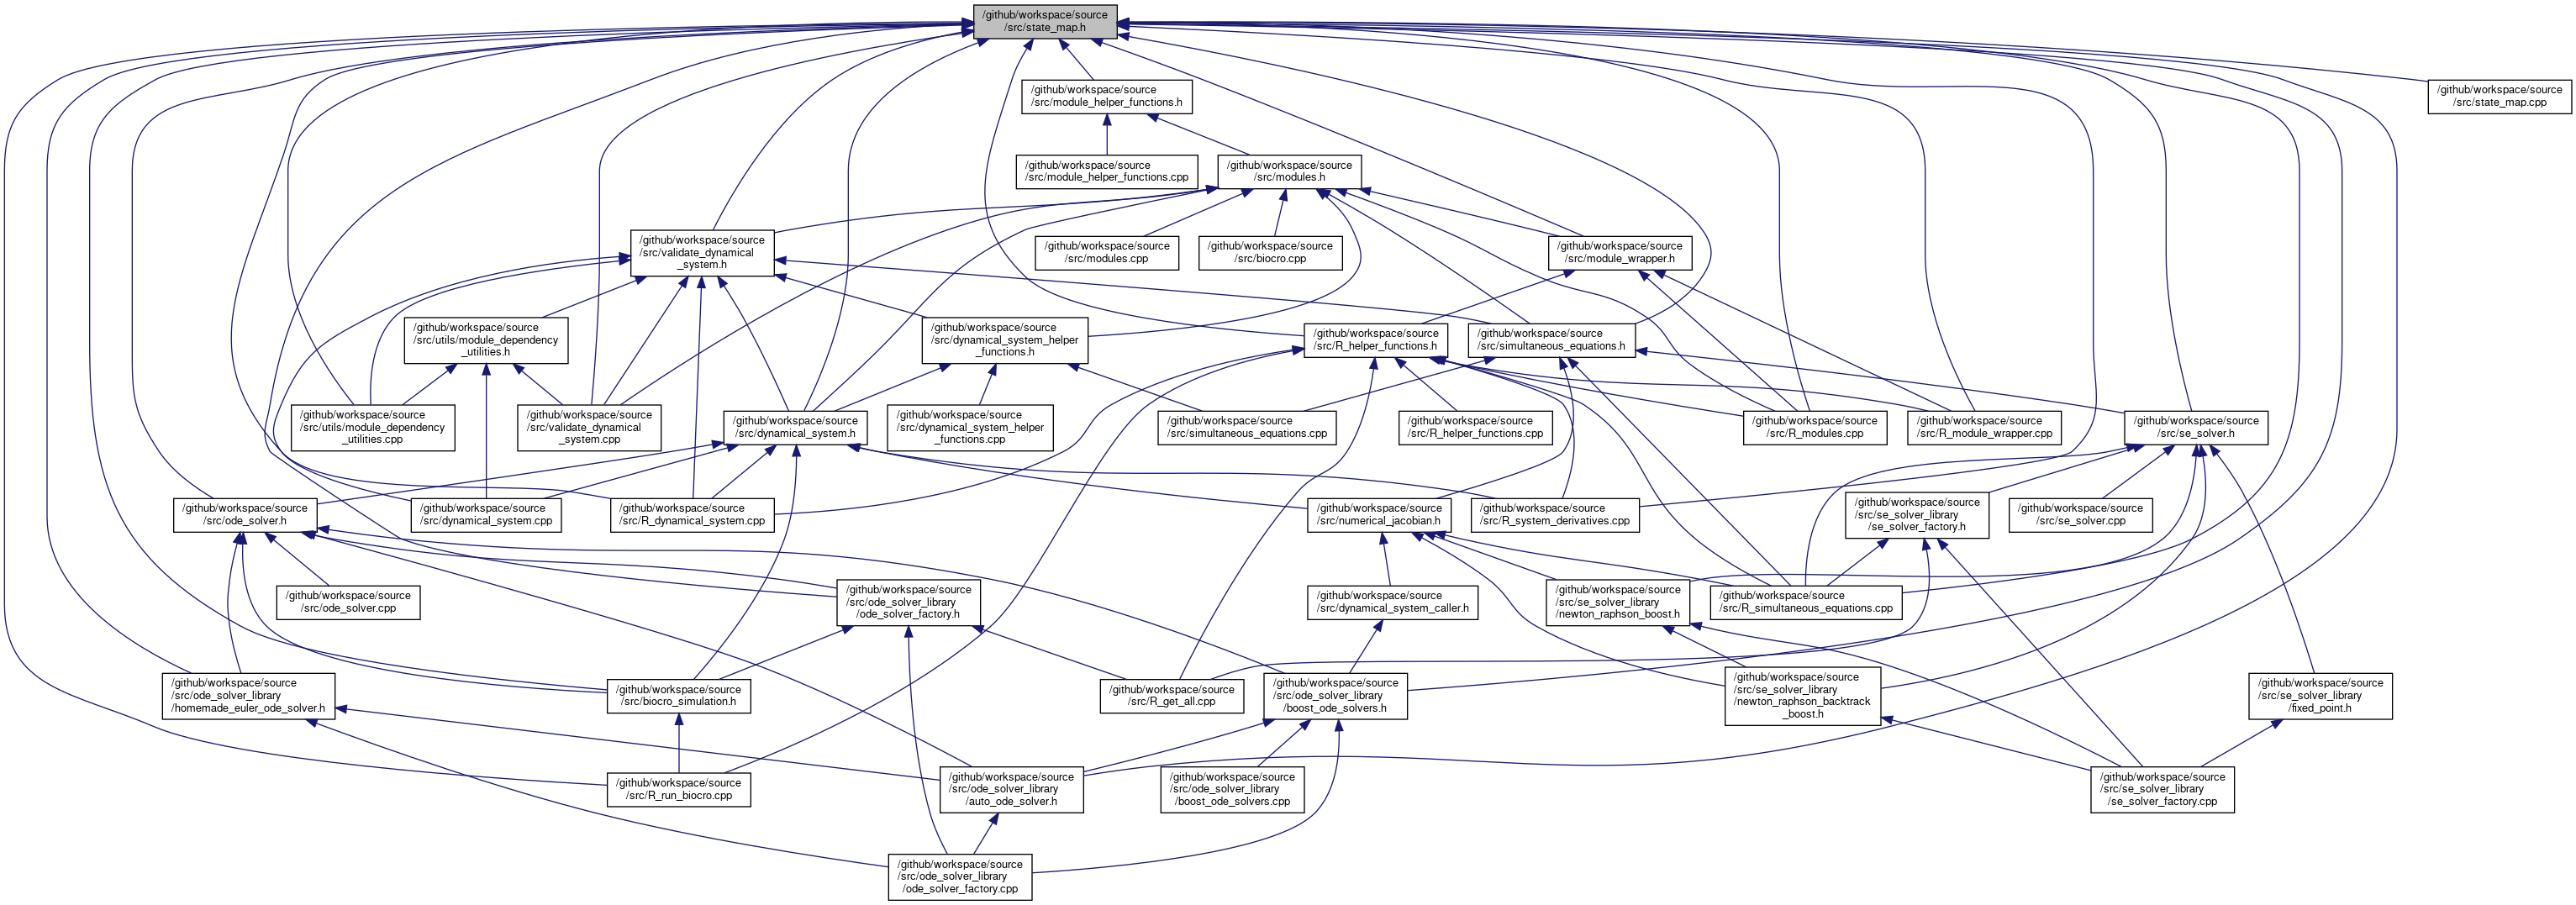 /github/workspace/source
/src/state_map.h
/github/workspace/source
/src/module_helper_functions.h
/github/workspace/source
/src/state_map.cpp
/github/workspace/source
/src/module_helper_functions.cpp
/github/workspace/source
/src/modules.h
/github/workspace/source
/src/validate_dynamical
_system.h
/github/workspace/source
/src/modules.cpp
/github/workspace/source
/src/biocro.cpp
/github/workspace/source
/src/module_wrapper.h
/github/workspace/source
/src/utils/module_dependency
_utilities.h
/github/workspace/source
/src/dynamical_system_helper
_functions.h
/github/workspace/source
/src/R_helper_functions.h
/github/workspace/source
/src/simultaneous_equations.h
/github/workspace/source
/src/utils/module_dependency
_utilities.cpp
/github/workspace/source
/src/validate_dynamical
_system.cpp
/github/workspace/source
/src/dynamical_system.h
/github/workspace/source
/src/dynamical_system_helper
_functions.cpp
/github/workspace/source
/src/simultaneous_equations.cpp
/github/workspace/source
/src/R_helper_functions.cpp
/github/workspace/source
/src/R_modules.cpp
/github/workspace/source
/src/R_module_wrapper.cpp
/github/workspace/source
/src/se_solver.h
/github/workspace/source
/src/ode_solver.h
/github/workspace/source
/src/dynamical_system.cpp
/github/workspace/source
/src/R_dynamical_system.cpp
/github/workspace/source
/src/numerical_jacobian.h
/github/workspace/source
/src/R_system_derivatives.cpp
/github/workspace/source
/src/se_solver_library
/se_solver_factory.h
/github/workspace/source
/src/se_solver.cpp
/github/workspace/source
/src/ode_solver.cpp
/github/workspace/source
/src/ode_solver_library
/ode_solver_factory.h
/github/workspace/source
/src/dynamical_system_caller.h
/github/workspace/source
/src/se_solver_library
/newton_raphson_boost.h
/github/workspace/source
/src/R_simultaneous_equations.cpp
/github/workspace/source
/src/ode_solver_library
/homemade_euler_ode_solver.h
/github/workspace/source
/src/biocro_simulation.h
/github/workspace/source
/src/R_get_all.cpp
/github/workspace/source
/src/ode_solver_library
/boost_ode_solvers.h
/github/workspace/source
/src/se_solver_library
/newton_raphson_backtrack
_boost.h
/github/workspace/source
/src/se_solver_library
/fixed_point.h
/github/workspace/source
/src/R_run_biocro.cpp
/github/workspace/source
/src/ode_solver_library
/auto_ode_solver.h
/github/workspace/source
/src/ode_solver_library
/boost_ode_solvers.cpp
/github/workspace/source
/src/se_solver_library
/se_solver_factory.cpp
/github/workspace/source
/src/ode_solver_library
/ode_solver_factory.cpp